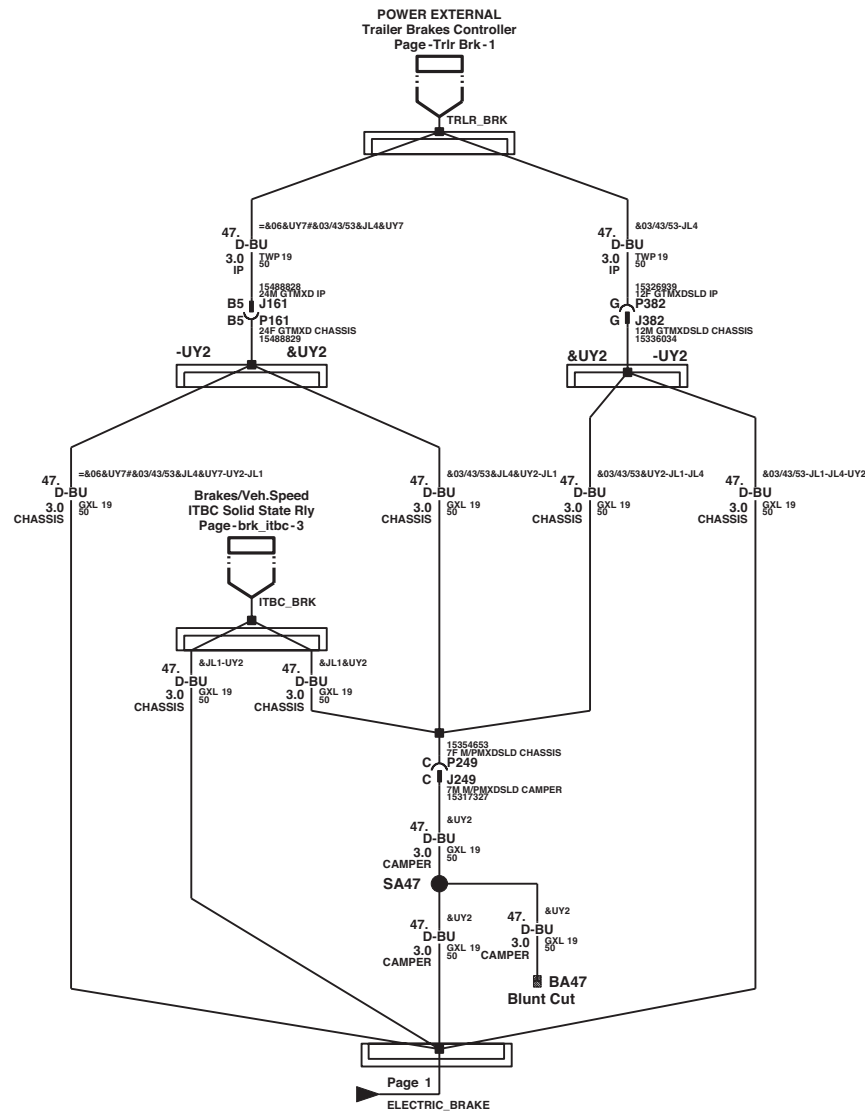 POWER EXTERNAL
Trailer Brakes Controller
Page-Trlr Brk-1
TRLR_BRK
=&06&UY7#&03/43/53&JL4&UY7
47.
D-BU
3.0
TWP 19
50
IP
15488828
24M GTMXD IP
B5 J161
B5 P161
24F GTMXD CHASSIS
15488829
-UY2 &UY2
&03/43/53-JL4
47.
D-BU
3.0
TWP 19
50
IP
15326939
12F GTMXDSLD IP
G P382
G J382
12M GTMXDSLD CHASSIS
15336034
&UY2 -UY2
=&06&UY7#&03/43/53&JL4&UY7-UY2-JL1
47.
D-BU
3.0
GXL 19
50
CHASSIS
Brakes/Veh.Speed
ITBC Solid State Rly
Page-brk_itbc-3
ITBC_BRK
&03/43/53&JL4&UY2-JL1
47.
D-BU
3.0
GXL 19
50
CHASSIS
&03/43/53&UY2-JL1-JL4
47.
D-BU
3.0
GXL 19
50
CHASSIS
&03/43/53-JL1-JL4-UY2
47.
D-BU
3.0
GXL 19
50
CHASSIS
&JL1-UY2
47.
D-BU
3.0
GXL 19
50
CHASSIS
&JL1&UY2
47.
D-BU
3.0
GXL 19
50
CHASSIS
15354653
7F M/PMXDSLD CHASSIS
C P249
C J249
7M M/PMXDSLD CAMPER
15317327
&UY2
47.
D-BU
3.0
GXL 19
50
CAMPER
SA47
&UY2
47.
D-BU
3.0
GXL 19
50
CAMPER
&UY2
47.
D-BU
3.0
GXL 19
50
CAMPER
BA47
Blunt Cut
Page 1
ELECTRIC_BRAKE